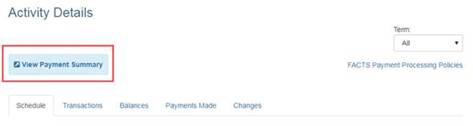 Activity Details
Term:
All
View Payment Summary
FACTS Payment Processing Policies
Schedule Transactions Balances Payments Made Changes